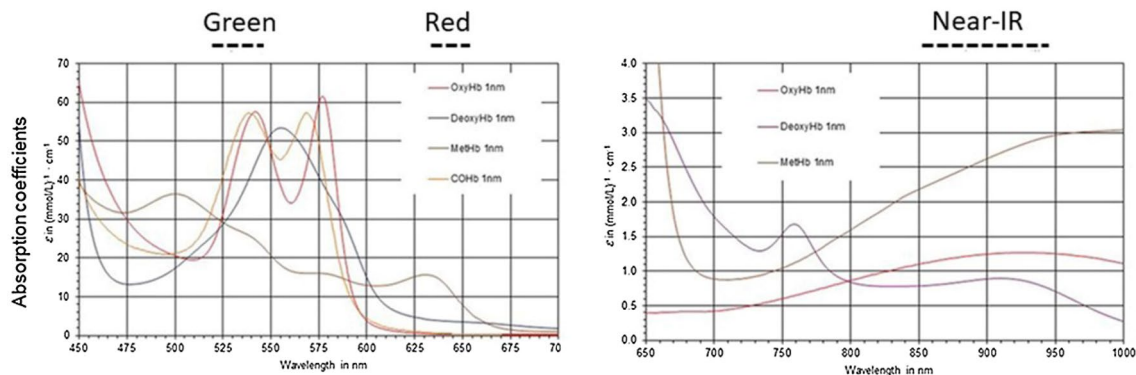 Green
Red
Near-IR
Absorption coefficients
ε in (mmol/L)⁻¹ · cm⁻¹
70
60
50
40
30
20
10
0
450
475
500
525
550
575
600
625
650
675
70
Wavelength in nm
OxyHb 1nm
DeoxyHb 1nm
MetHb 1nm
COHb 1nm
ε in (mmol/L)⁻¹ · cm⁻¹
4.0
3.5
3.0
2.5
2.0
1.5
1.0
0.5
0.0
650
700
750
800
850
900
950
1000
Wavelength in nm
OxyHb 1nm
DeoxyHb 1nm
MetHb 1nm